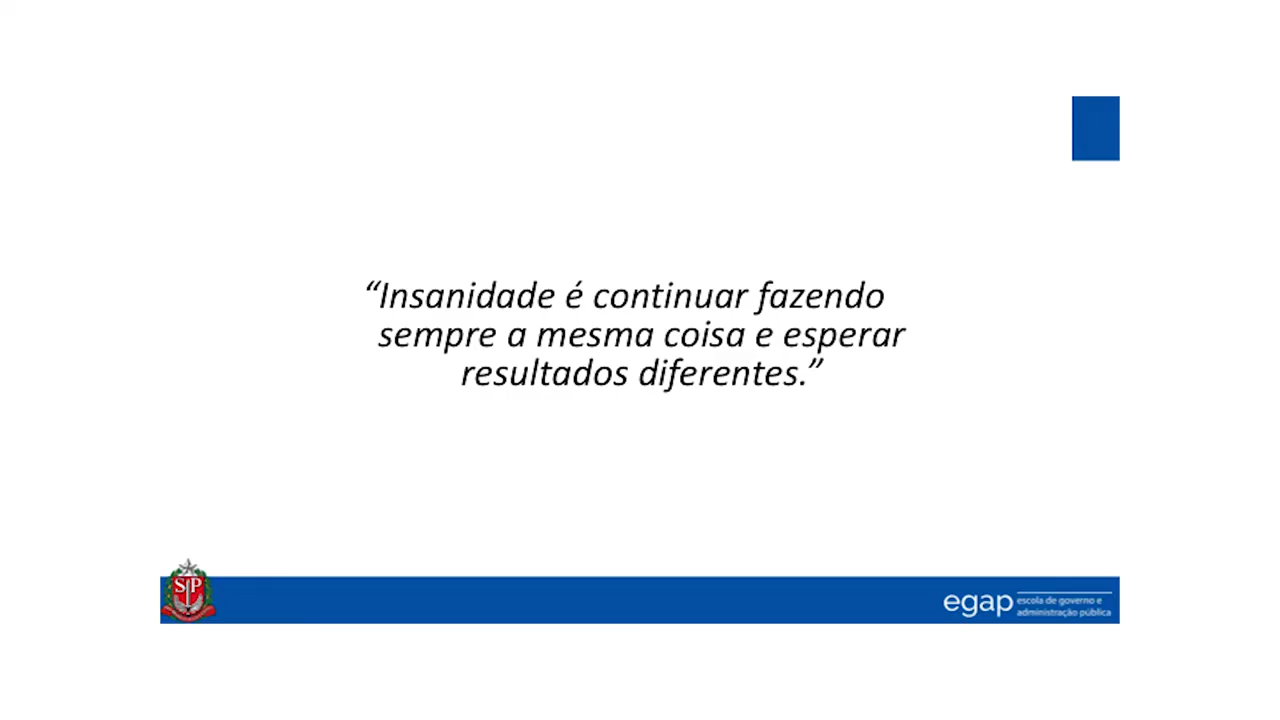 “Insanidade é continuar fazendo
sempre a mesma coisa e esperar
resultados diferentes.”
SP
egap
escola de governo e
administração pública